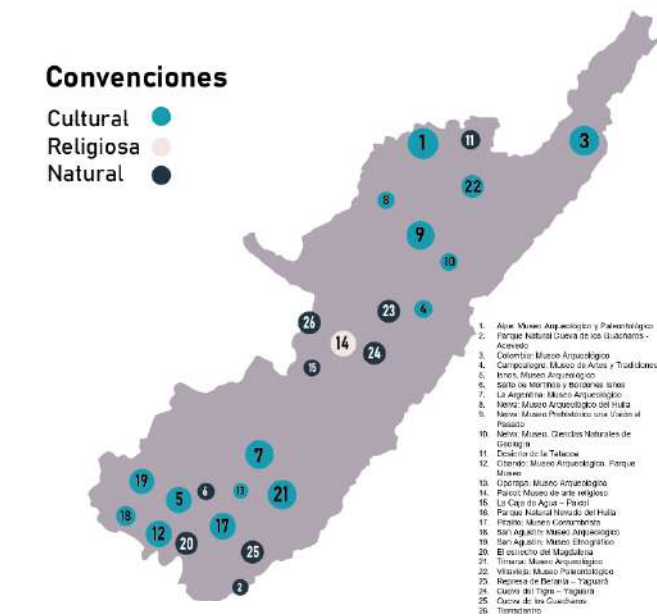 Convenciones
Cultural
Religiosa
Natural
1
11
3
22
8
9
10
23
4
26
14
24
15
7
19
6
13
5
21
18
17
12
20
25
2
1. Aipe: Museo Arqueológico y Paleontológico
2. Parque Natural Cueva de los Guácharos -
Acevedo
3. Colombia: Museo Arqueológico
4. Campoalegre: Museo de Artes y Tradiciones
5. Isnos. Museo Arqueológico
6. Salto de Mortiños y Bordones Isnos
7. La Argentina: Museo Arqueológico
8. Neiva: Museo Arqueológico del Huila
9. Neiva: Museo Prehistórico una Visión al
Pasado
10. Neiva: Museo. Ciencias Naturales de
Geología
11. Desierto de la Tatacoa
12. Obando: Museo Arqueológico. Parque
Museo
13. Oporapa: Museo Arqueológico
14. Paicol: Museo de arte religioso
15. La Caja de Agua – Paicol
16. Parque Natural Nevado del Huila
17. Pitalito: Museo Costumbrista
18. San Agustín: Museo Arqueológico
19. San Agustín: Museo Etnográfico
20. El estrecho del Magdalena
21. Timana: Museo Arqueológico
22. Villavieja: Museo Paleontológico
23. Represa de Betania – Yaguará
24. Cueva del Tigre – Yaguará
25. Cueva de los Guácharos
26. Tierradentro